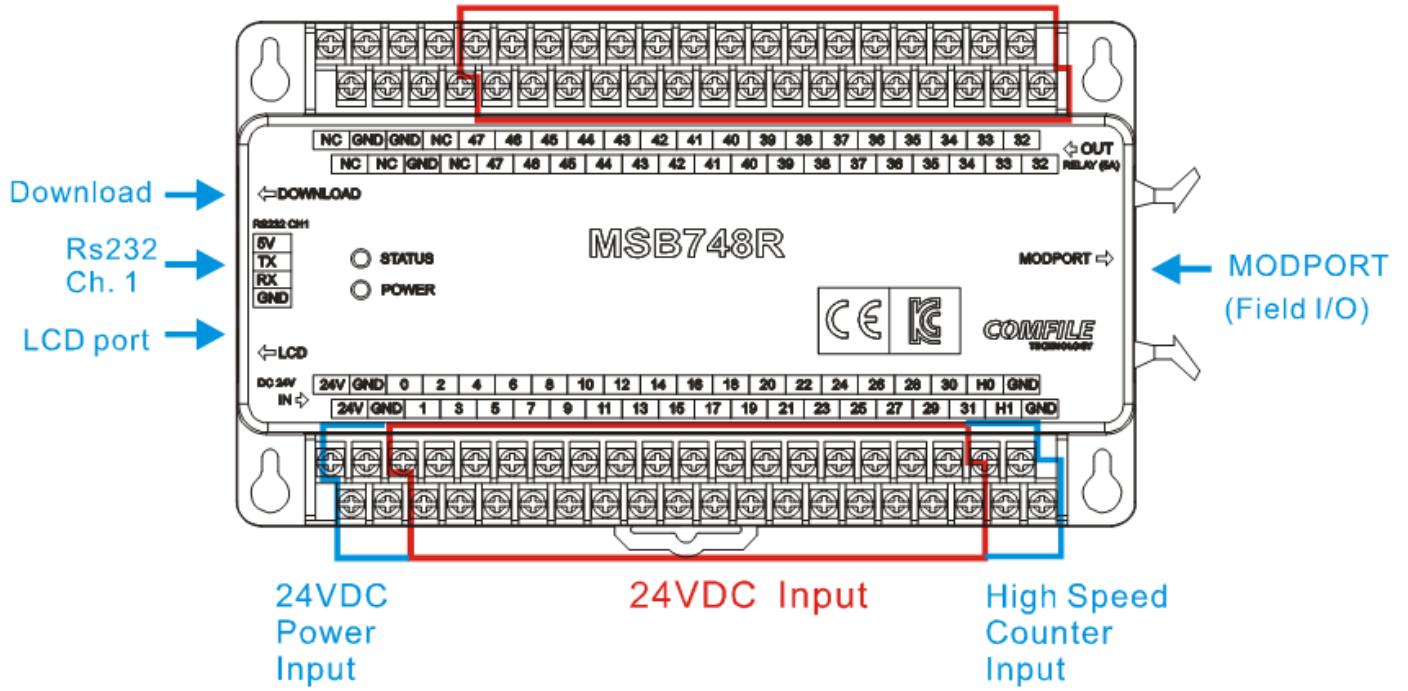 NC GND GND NC 47 46 45 44 43 42 41 40 39 38 37 36 35 34 33 32
NC NC GND NC 47 46 45 44 43 42 41 40 39 38 37 36 35 34 33 32
OUT
RELAY (5A)
Download
DOWNLOAD
Rs232
Ch. 1
RS232 CH1
5V
TX
RX
GND
STATUS
POWER
MSB748R
MODPORT
MODPORT
(Field I/O)
LCD port
LCD
CE
COMFILE
TECHNOLOGY
DC 24V
IN
24V GND 0 2 4 6 8 10 12 14 16 18 20 22 24 26 28 30 H0 GND
24V GND 1 3 5 7 9 11 13 15 17 19 21 23 25 27 29 31 H1 GND
24VDC
Power
Input
24VDC Input
High Speed
Counter
Input